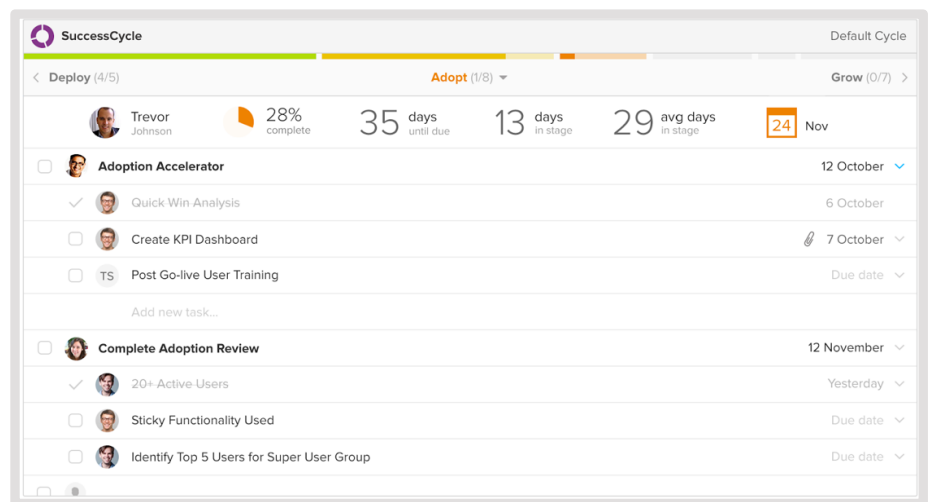 SuccessCycle Default Cycle
Deploy (4/5) Adopt (1/8) Grow (0/7)
Trevor
Johnson
28%
complete
35 days
until due
13 days
in stage
29 avg days
in stage
24 Nov
Adoption Accelerator 12 October
Quick Win Analysis 6 October
Create KPI Dashboard 7 October
TS Post Go-live User Training Due date
Add new task...
Complete Adoption Review 12 November
20+ Active Users Yesterday
Sticky Functionality Used Due date
Identify Top 5 Users for Super User Group Due date